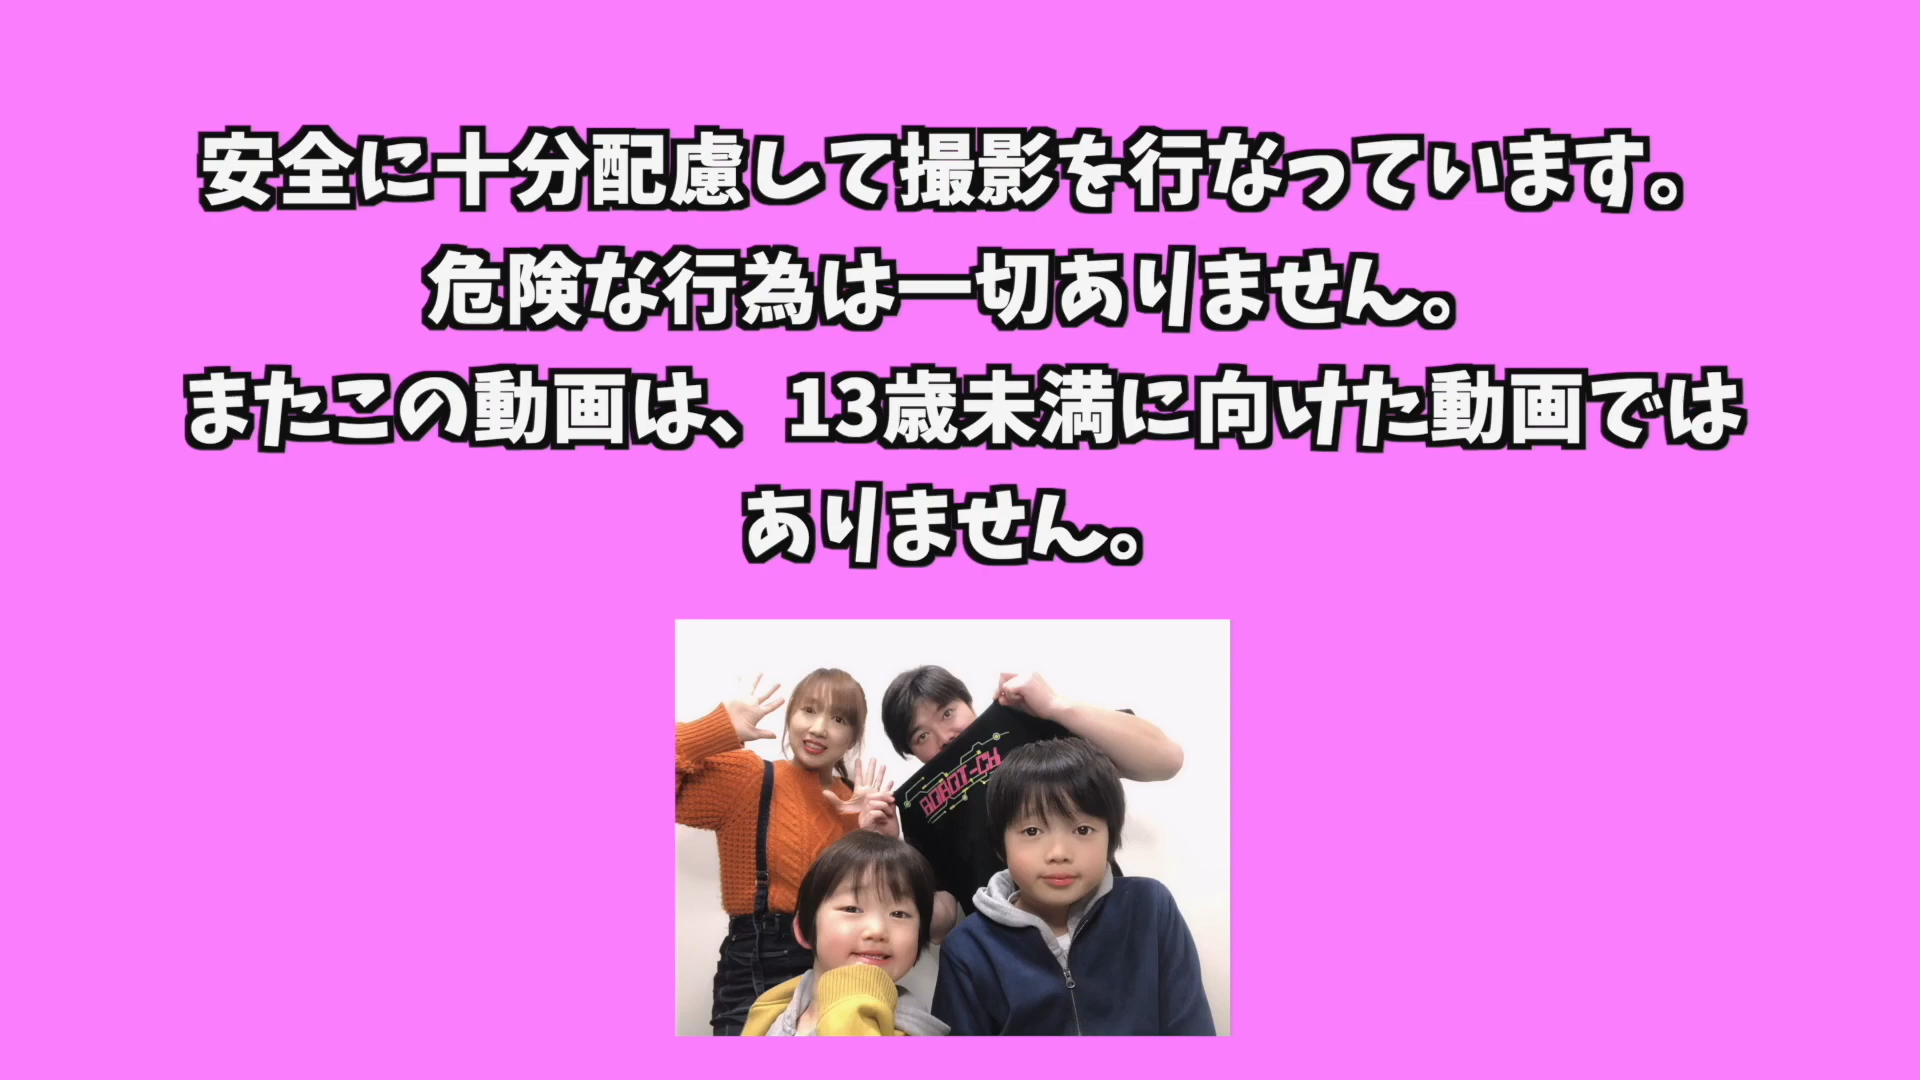 安全に十分配慮して撮影を行なっています。
危険な行為は一切ありません。
またこの動画は、13歳未満に向けた動画では
ありません。
ROBOT-CH